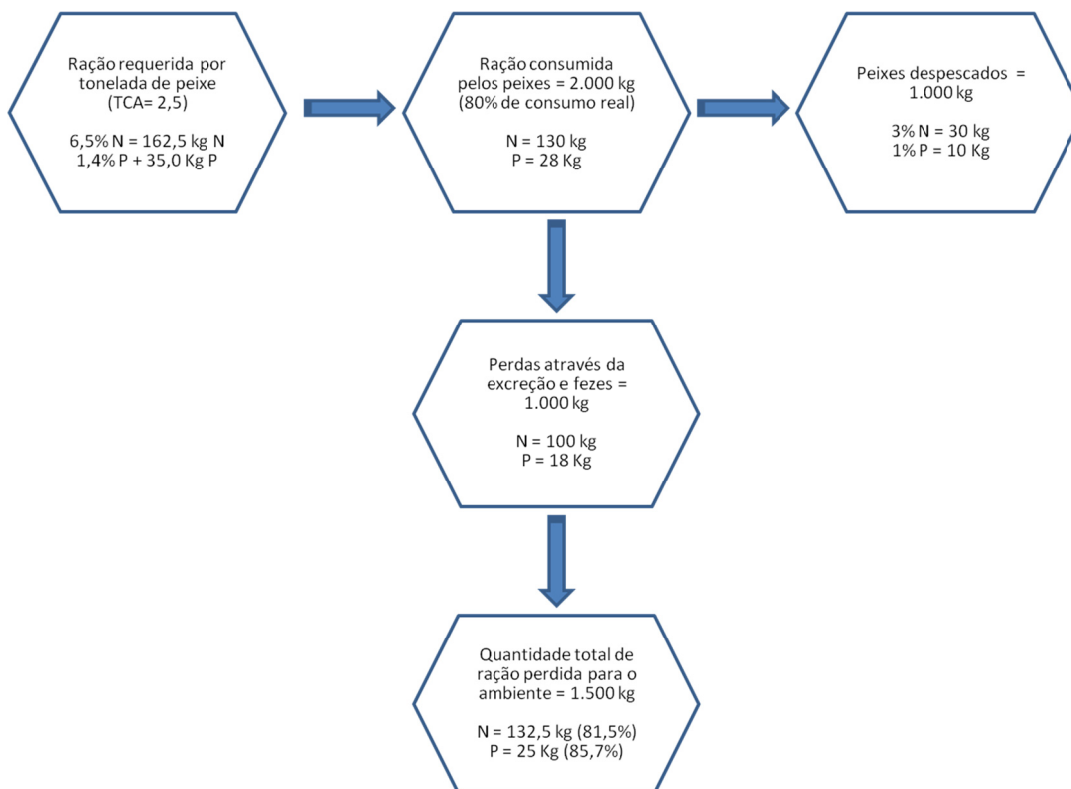 Ração requerida por
tonelada de peixe
(TCA= 2,5)
6,5% N = 162,5 kg N
1,4% P + 35,0 Kg P
Ração consumida
pelos peixes = 2.000 kg
(80% de consumo real)
N = 130 kg
P = 28 Kg
Peixes despescados =
1.000 kg
3% N = 30 kg
1% P = 10 Kg
Perdas através da
excreção e fezes =
1.000 kg
N = 100 kg
P = 18 Kg
Quantidade total de
ração perdida para o
ambiente = 1.500 kg
N = 132,5 kg (81,5%)
P = 25 Kg (85,7%)